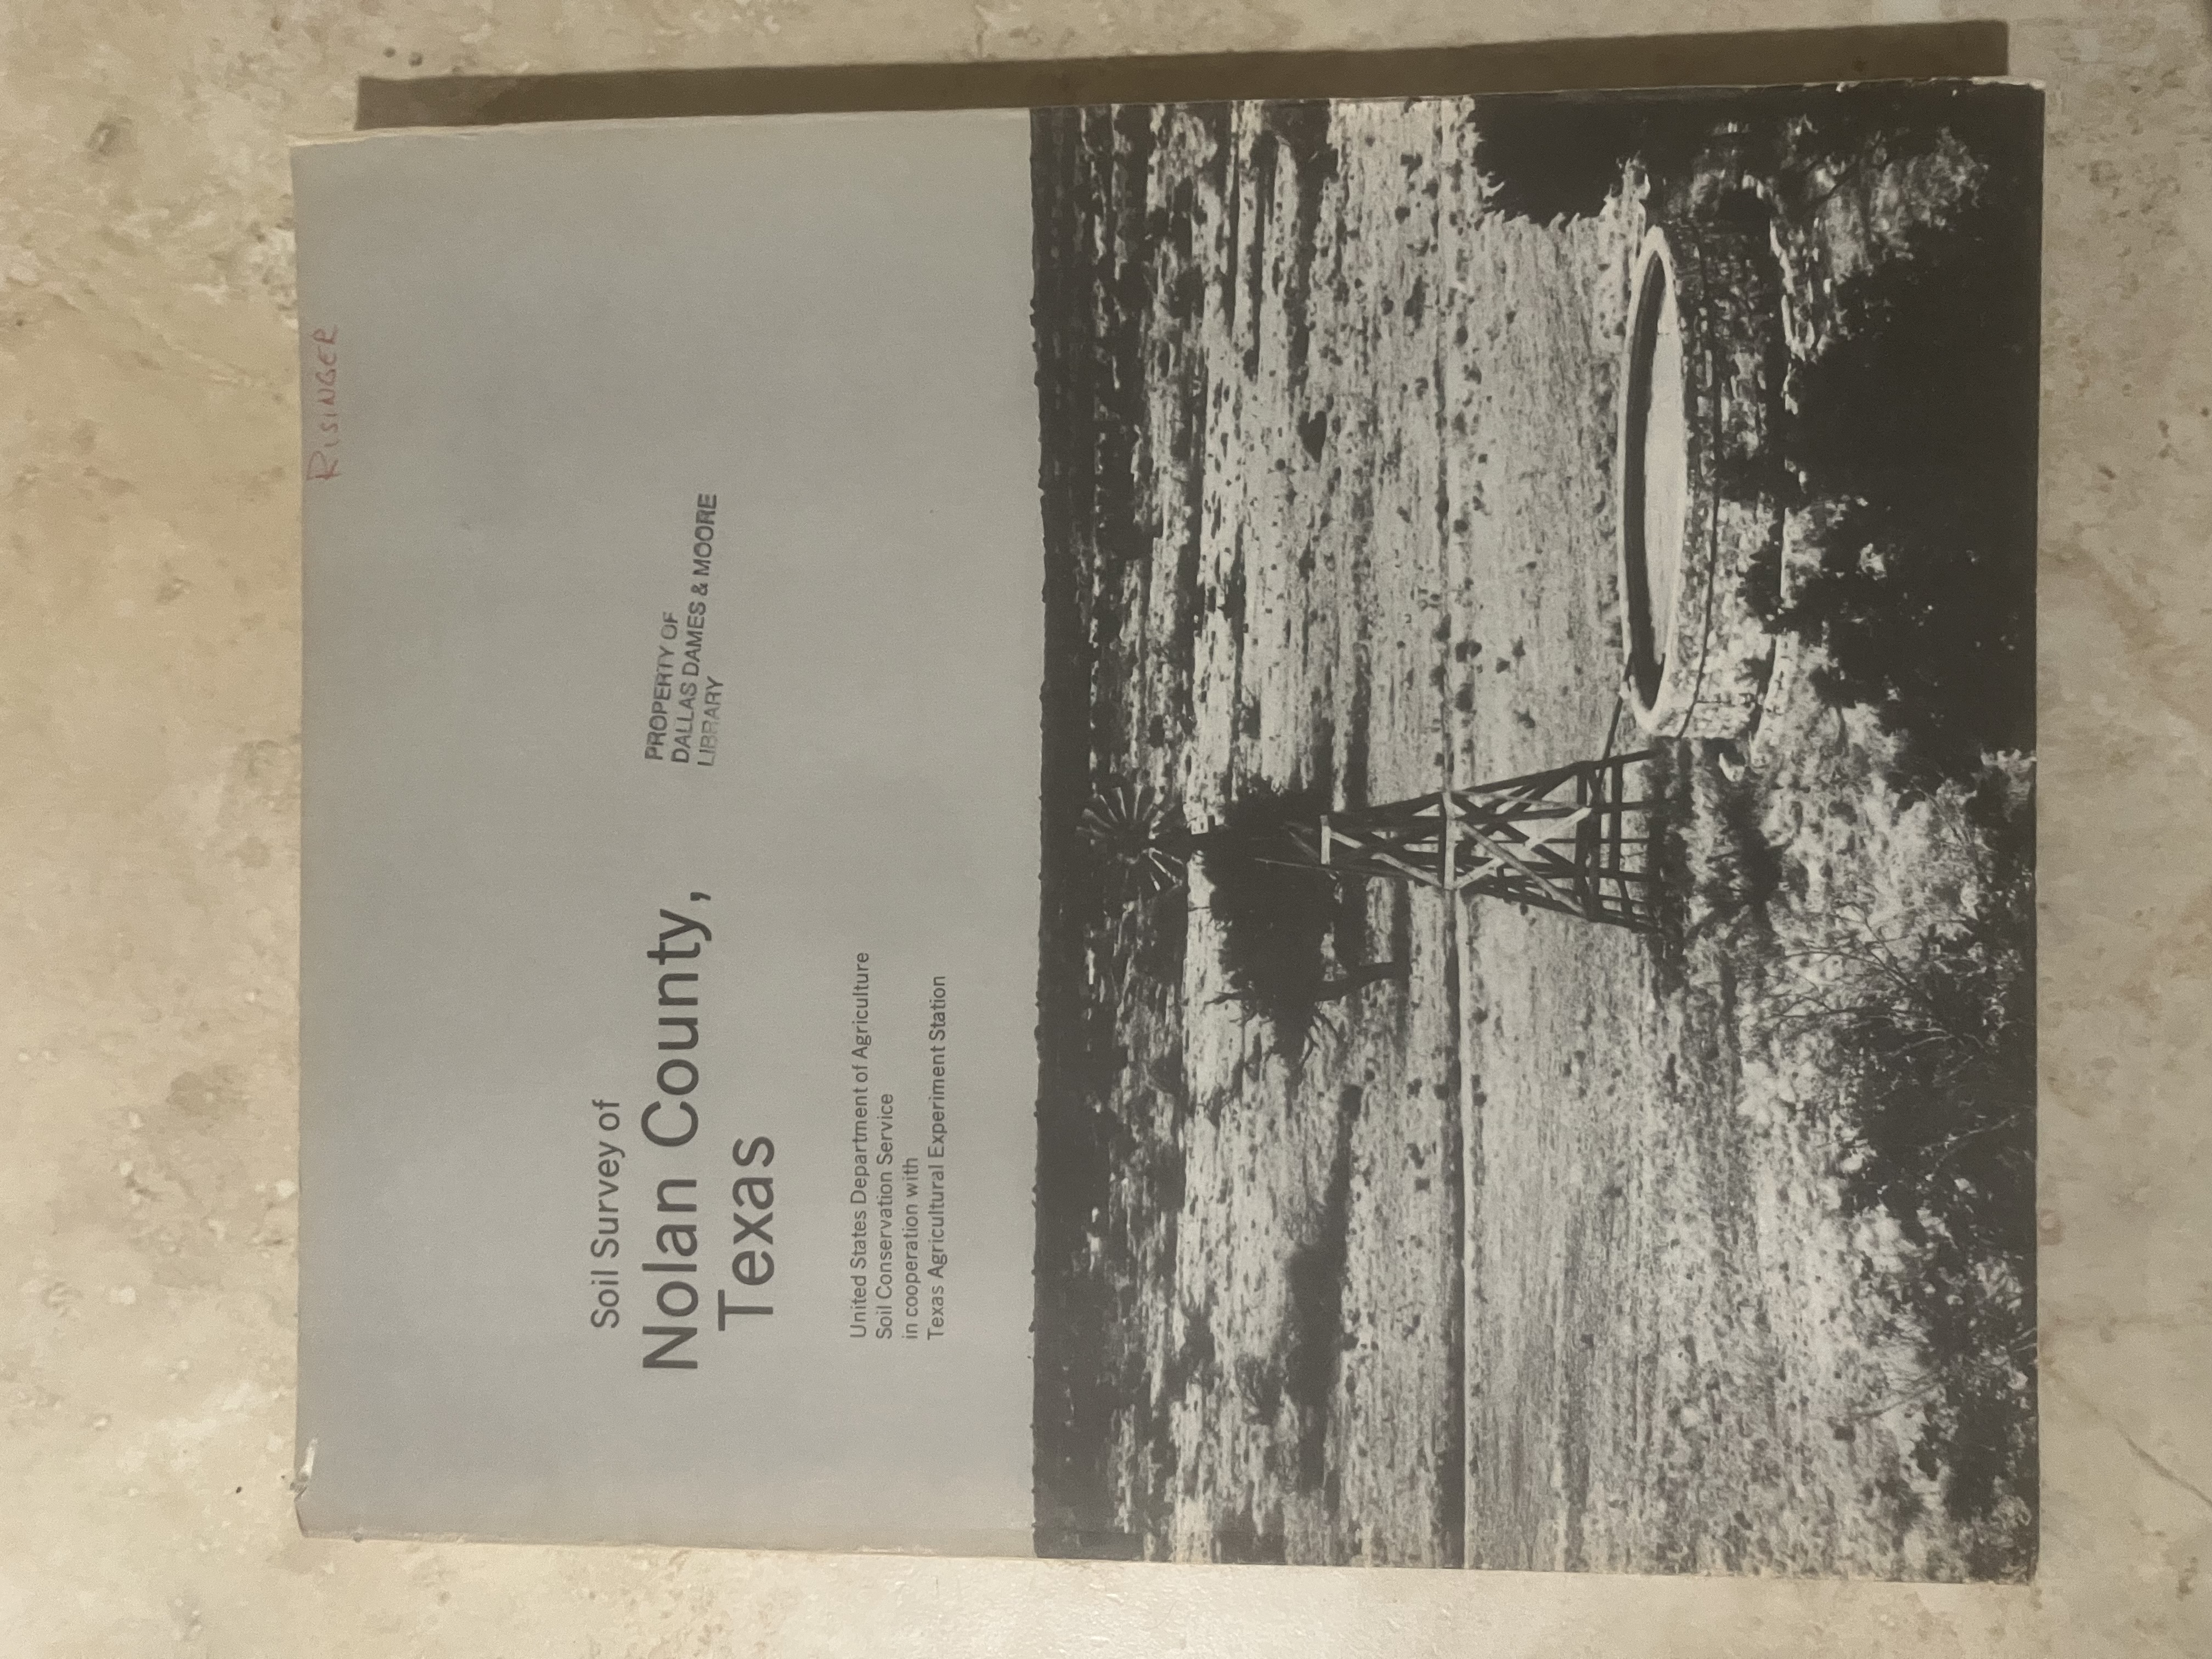 RISINGER
Soil Survey of
Nolan County,
Texas
PROPERTY OF
DALLAS DAMES & MOORE
LIBRARY
United States Department of Agriculture
Soil Conservation Service
in cooperation with
Texas Agricultural Experiment Station